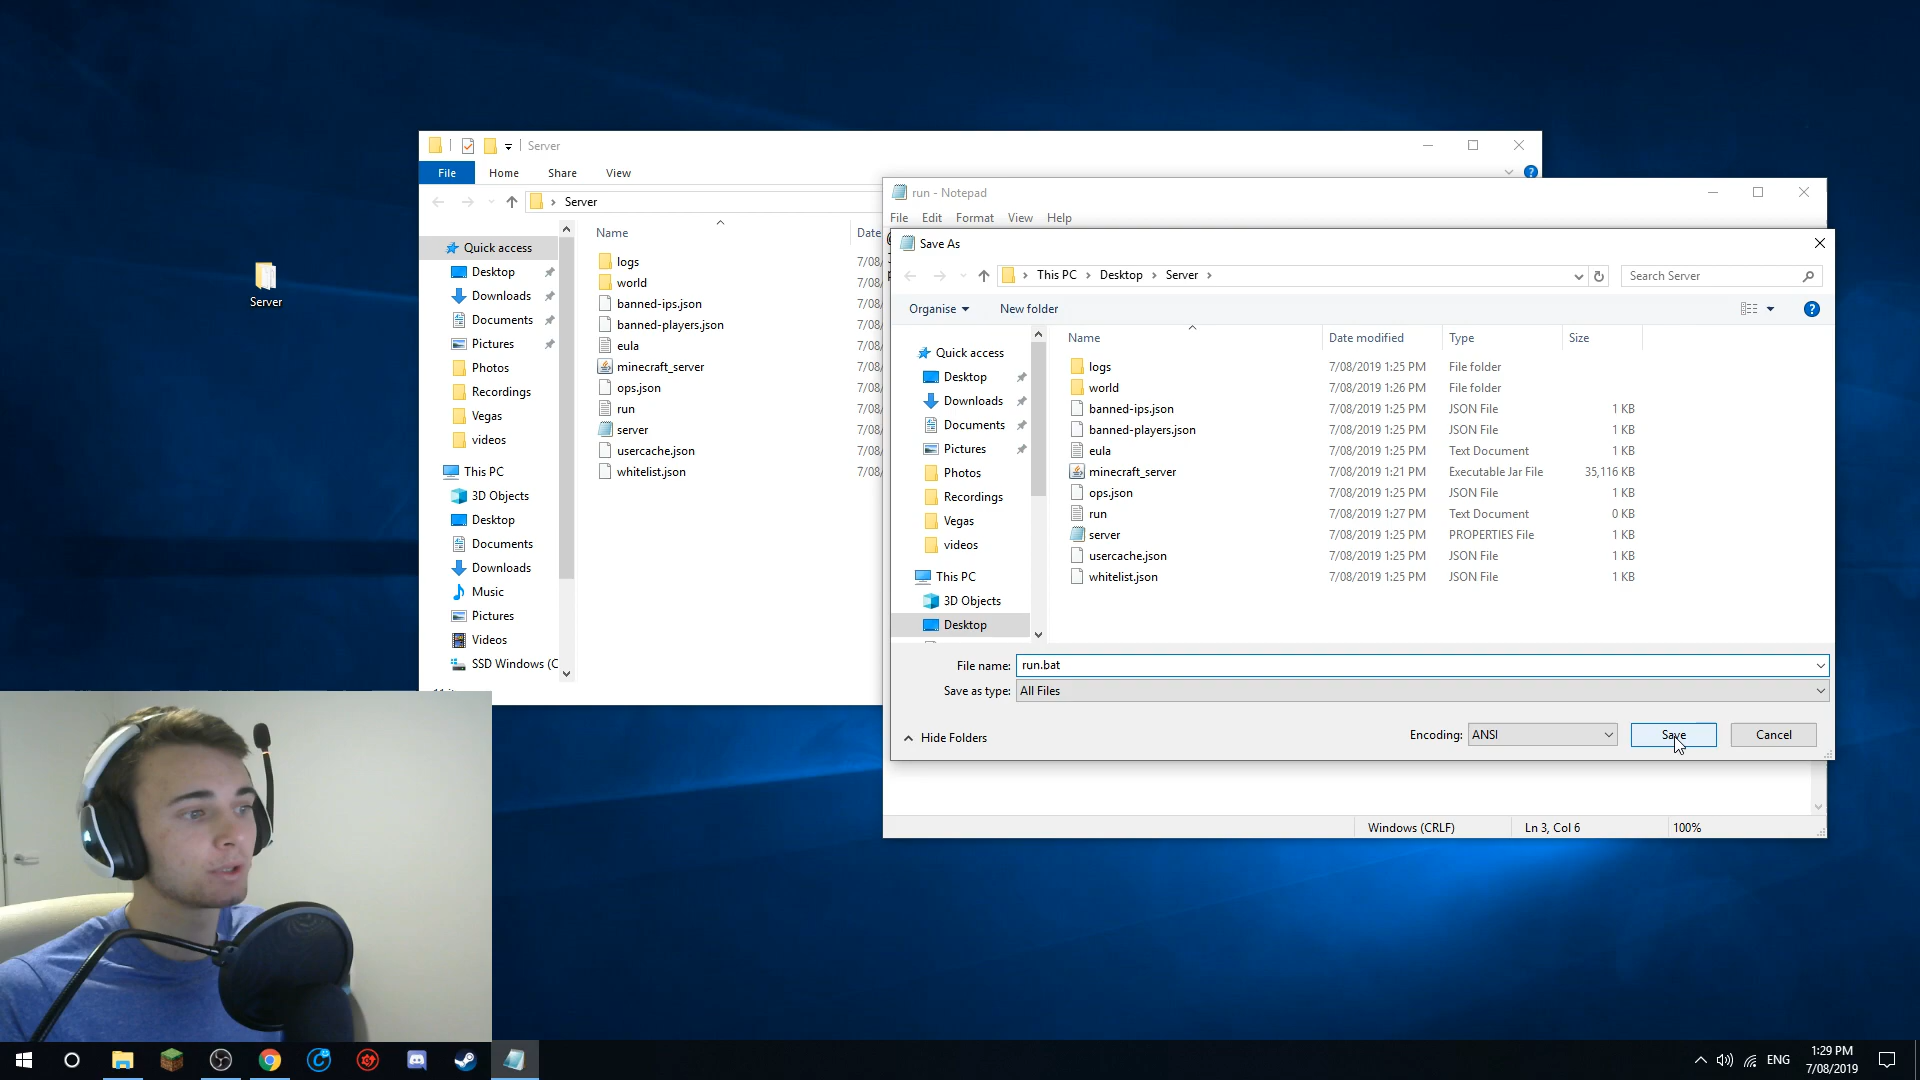 Server
Server
File Home Share View
Server
Name Date
Quick access
Desktop
Downloads
Documents
Pictures
Photos
Recordings
Vegas
videos
This PC
3D Objects
Desktop
Documents
Downloads
Music
Pictures
Videos
SSD Windows (C
logs 7/08/
world 7/08/
banned-ips.json 7/08/
banned-players.json 7/08/
eula 7/08/
minecraft_server 7/08/
ops.json 7/08/
run 7/08/
server 7/08/
usercache.json 7/08/
whitelist.json 7/08/
run - Notepad
File Edit Format View Help
Save As
This PC Desktop Server
Search Server
Organise New folder
Quick access
Desktop
Downloads
Documents
Pictures
Photos
Recordings
Vegas
videos
This PC
3D Objects
Desktop
Name Date modified Type Size
logs 7/08/2019 1:25 PM File folder
world 7/08/2019 1:26 PM File folder
banned-ips.json 7/08/2019 1:25 PM JSON File 1 KB
banned-players.json 7/08/2019 1:25 PM JSON File 1 KB
eula 7/08/2019 1:25 PM Text Document 1 KB
minecraft_server 7/08/2019 1:21 PM Executable Jar File 35,116 KB
ops.json 7/08/2019 1:25 PM JSON File 1 KB
run 7/08/2019 1:27 PM Text Document 0 KB
server 7/08/2019 1:25 PM PROPERTIES File 1 KB
usercache.json 7/08/2019 1:25 PM JSON File 1 KB
whitelist.json 7/08/2019 1:25 PM JSON File 1 KB
File name: run.bat
Save as type: All Files
Hide Folders
Encoding: ANSI Save Cancel
Windows (CRLF) Ln 3, Col 6 100%
ENG
1:29 PM
7/08/2019